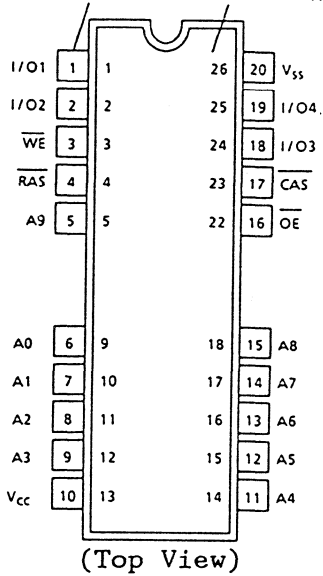 I/O1 1 1 26 20 Vss
I/O2 2 2 25 19 I/O4
WE 3 3 24 18 I/O3
RAS 4 4 23 17 CAS
A9 5 5 22 16 OE
A0 6 9 18 15 A8
A1 7 10 17 14 A7
A2 8 11 16 13 A6
A3 9 12 15 12 A5
Vcc 10 13 14 11 A4
(Top View)